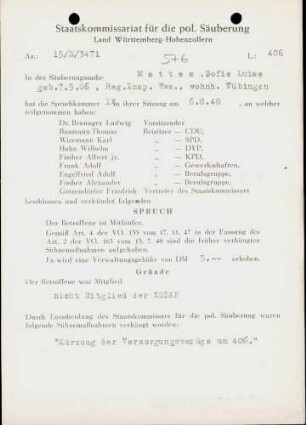 Staatskommissariat für die pol. Säuberung
Land Württemberg-Hohenzollern
Az.: 15/D/3471
5+6
L: 406
In der Säuberungssache Mattes, Sofie Luise
geb. 7.5.06, Reg.Insp. Wwe., wohnh. Tübingen
hat die Spruchkammer in ihrer Sitzung am 5.8.48, an welcher
teilgenommen haben:
Dr. Breuninger Ludwig Vorsitzender
Baumann Thomas Beisitzer — CDU,
Wizemann Karl „ — SPD,
Hahn Wilhelm „ — DVP,
Fischer Albert jr. „ — KPD,
Frank Adolf „ — Gewerkschaften,
Engelfried Adolf „ — Berufsgruppe,
Fischer Alexander „ — Berufsgruppe,
Friedrich Vertreter des Staatskommissars
beschlossen und verkündet folgenden
SPRUCH
Der Betroffene ist Mitläufer.
Gemäß Art. 4 der VO. 133 vom 17. 11. 47 in der Fassung des
Art. 2 der VO. 165 vom 13. 7. 48 sind die früher verhängten
Sühnemaßnahmen aufgehoben.
Es wird eine Verwaltungsgebühr von DM 5.-- erhoben.
Gründe
Der Betroffene war Mitglied
nicht Mitglied der NSDAP
Durch Entscheidung des Staatskommissars für die pol. Säuberung waren
folgende Sühnemaßnahmen verhängt worden:
"Kürzung der Versorgungsbezüge um 40%."